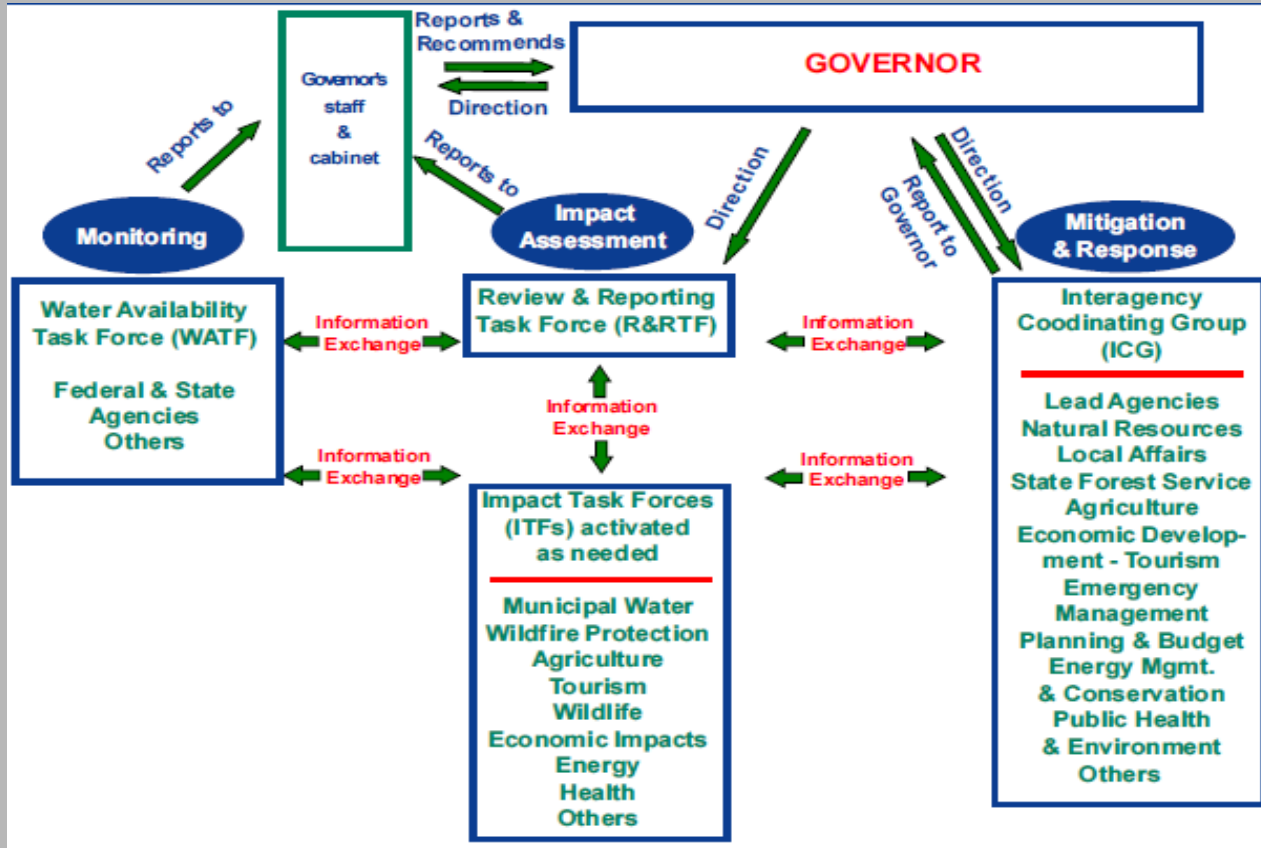 Reports &
Recommends
GOVERNOR
Governor's
staff
&
cabinet
Direction
Reports to
Reports to
Direction
Direction
Report to
Governor
Monitoring
Impact
Assessment
Mitigation
& Response
Water Availability
Task Force (WATF)
Federal & State
Agencies
Others
Information
Exchange
Review & Reporting
Task Force (R&RTF)
Information
Exchange
Interagency
Coodinating Group
(ICG)
Information
Exchange
Information
Exchange
Information
Exchange
Impact Task Forces
(ITFs) activated
as needed
Municipal Water
Wildfire Protection
Agriculture
Tourism
Wildlife
Economic Impacts
Energy
Health
Others
Lead Agencies
Natural Resources
Local Affairs
State Forest Service
Agriculture
Economic Develop-
ment - Tourism
Emergency
Management
Planning & Budget
Energy Mgmt.
& Conservation
Public Health
& Environment
Others